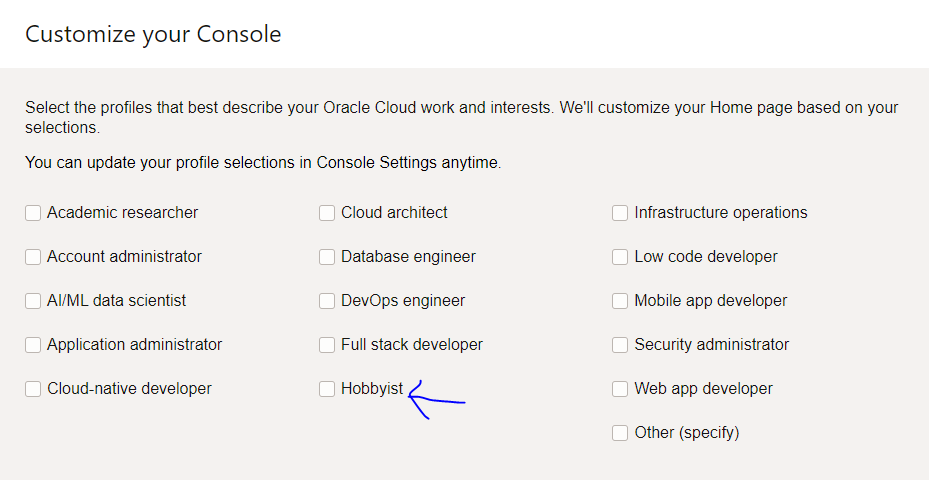 Customize your Console
Select the profiles that best describe your Oracle Cloud work and interests. We'll customize your Home page based on your
selections.
You can update your profile selections in Console Settings anytime.
Academic researcher
Account administrator
AI/ML data scientist
Application administrator
Cloud-native developer
Cloud architect
Database engineer
DevOps engineer
Full stack developer
Hobbyist
Infrastructure operations
Low code developer
Mobile app developer
Security administrator
Web app developer
Other (specify)